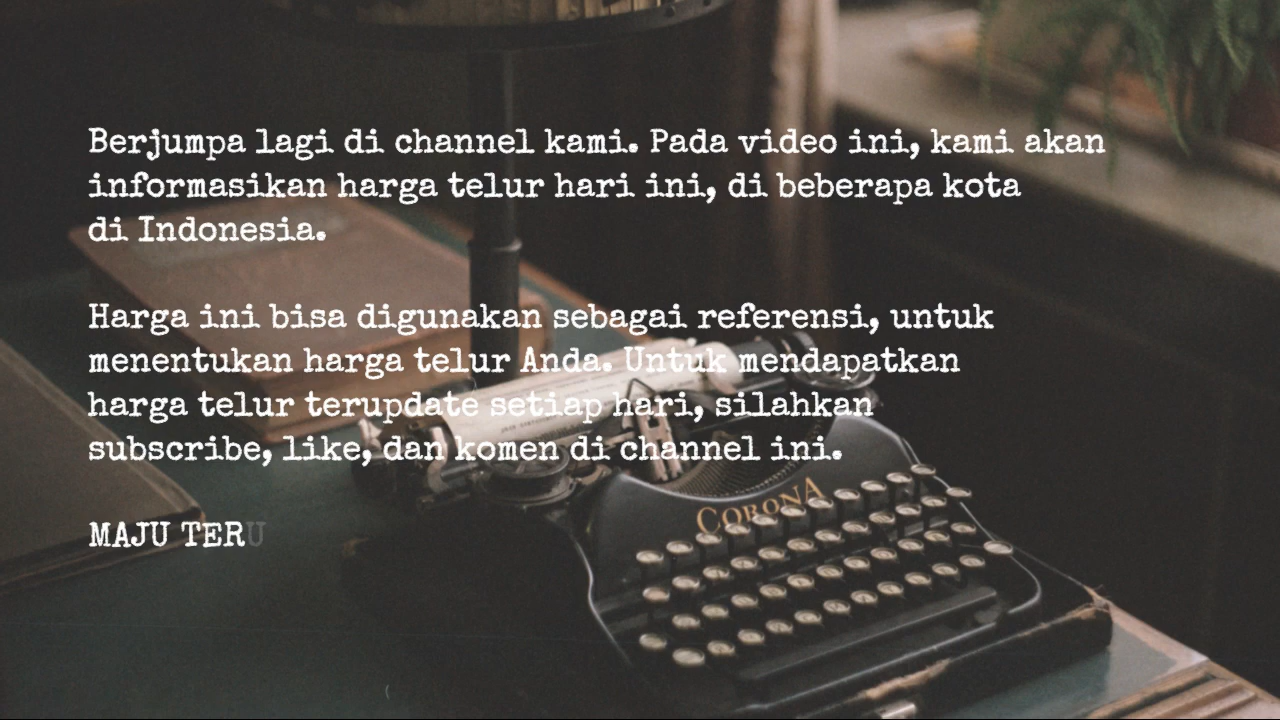 Berjumpa lagi di channel kami. Pada video ini, kami akan
informasikan harga telur hari ini, di beberapa kota
di Indonesia.
Harga ini bisa digunakan sebagai referensi, untuk
menentukan harga telur Anda. Untuk mendapatkan
harga telur terupdate setiap hari, silahkan
subscribe, like, dan komen di channel ini.
MAJU TERU
CORONA